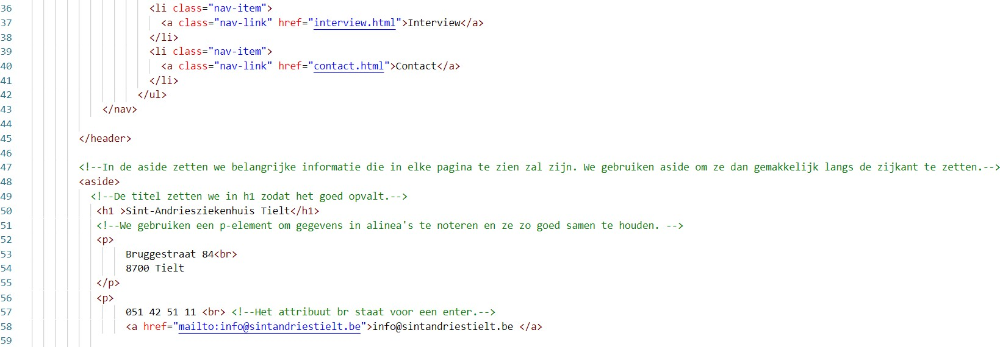 36 <li class="nav-item">
37 <a class="nav-link" href="interview.html">Interview</a>
38 </li>
39 <li class="nav-item">
40 <a class="nav-link" href="contact.html">Contact</a>
41 </li>
42 </ul>
43 </nav>
44
45 </header>
46
47 <!--In de aside zetten we belangrijke informatie die in elke pagina te zien zal zijn. We gebruiken aside om ze dan gemakkelijk langs de zijkant te zetten.-->
48 <aside>
49 <!--De titel zetten we in h1 zodat het goed opvalt.-->
50 <h1 >Sint-Andriesziekenhuis Tielt</h1>
51 <!--We gebruiken een p-element om gegevens in alinea's te noteren en ze zo goed samen te houden. -->
52 <p>
53 Bruggestraat 84<br>
54 8700 Tielt
55 </p>
56 <p>
57 051 42 51 11 <br> <!--Het attribuut br staat voor een enter.-->
58 <a href="mailto:info@sintandriestielt.be">info@sintandriestielt.be </a>
59